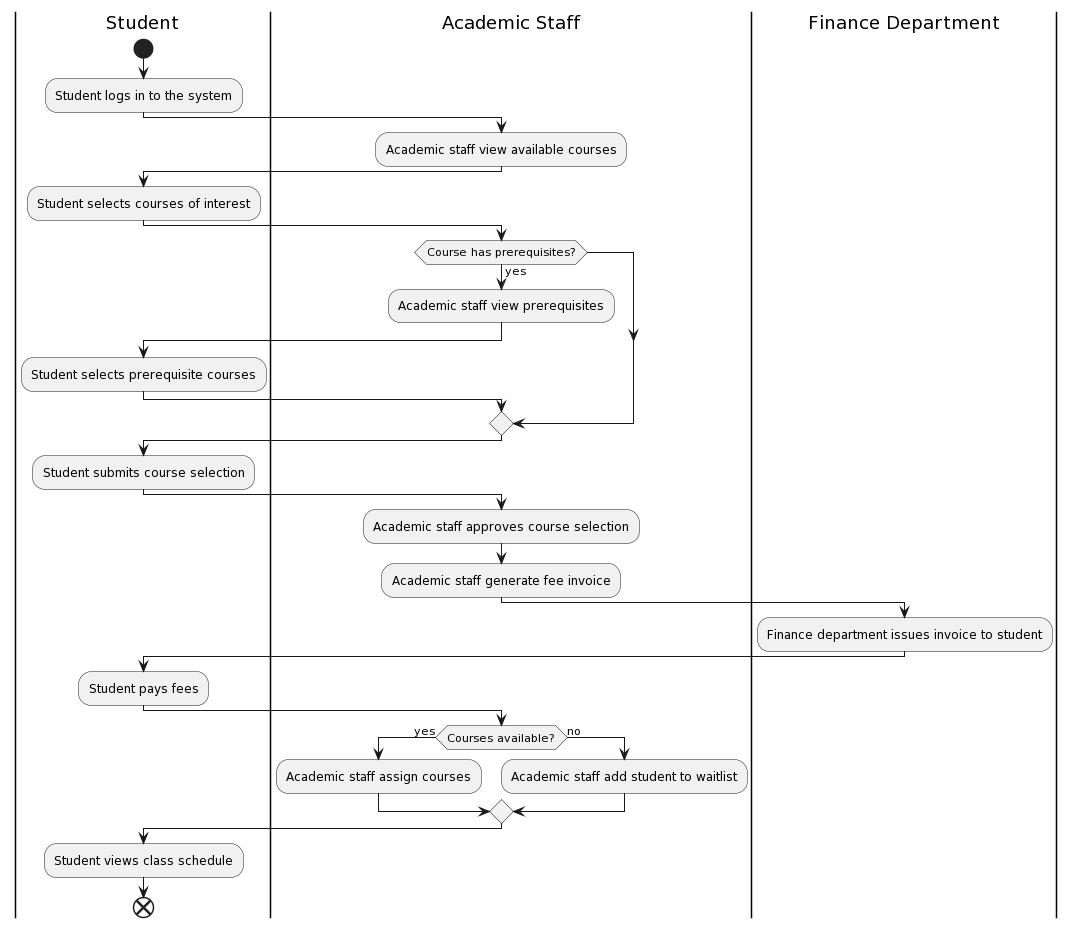 Student
Academic Staff
Finance Department
Student logs in to the system
Academic staff view available courses
Student selects courses of interest
Course has prerequisites?
yes
Academic staff view prerequisites
Student selects prerequisite courses
Student submits course selection
Academic staff approves course selection
Academic staff generate fee invoice
Finance department issues invoice to student
Student pays fees
yes
Courses available?
no
Academic staff assign courses
Academic staff add student to waitlist
Student views class schedule